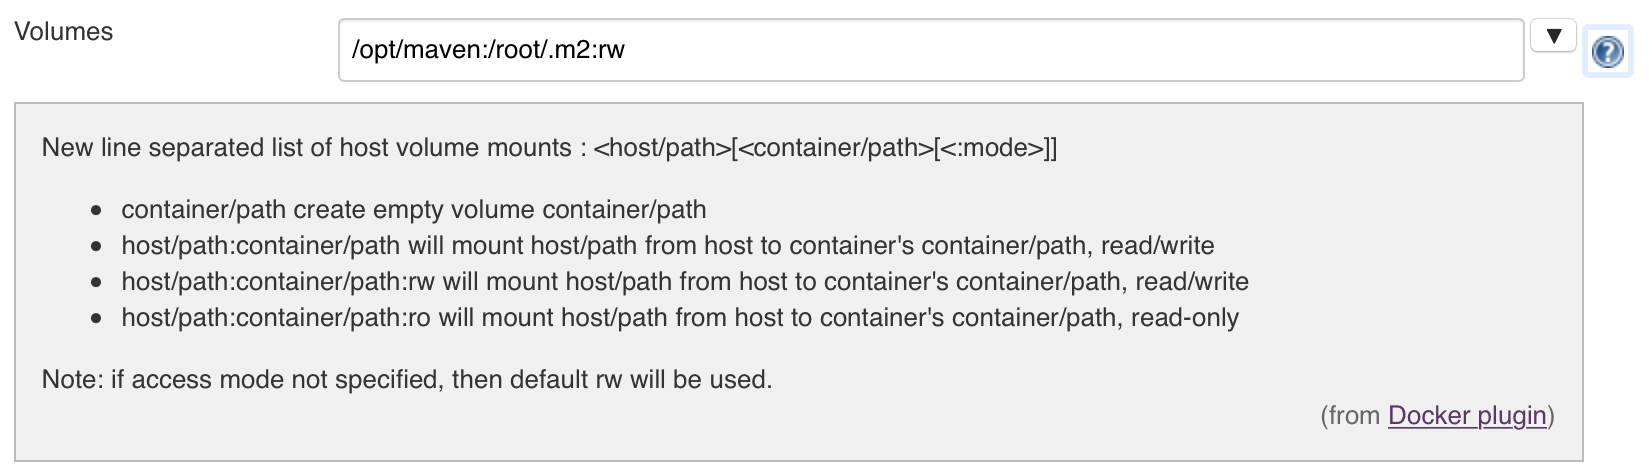 Volumes
/opt/maven:/root/.m2:rw
▼
?
New line separated list of host volume mounts : <host/path>[<container/path>[<:mode>]]
• container/path create empty volume container/path
• host/path:container/path will mount host/path from host to container's container/path, read/write
• host/path:container/path:rw will mount host/path from host to container's container/path, read/write
• host/path:container/path:ro will mount host/path from host to container's container/path, read-only
Note: if access mode not specified, then default rw will be used.
(from Docker plugin)